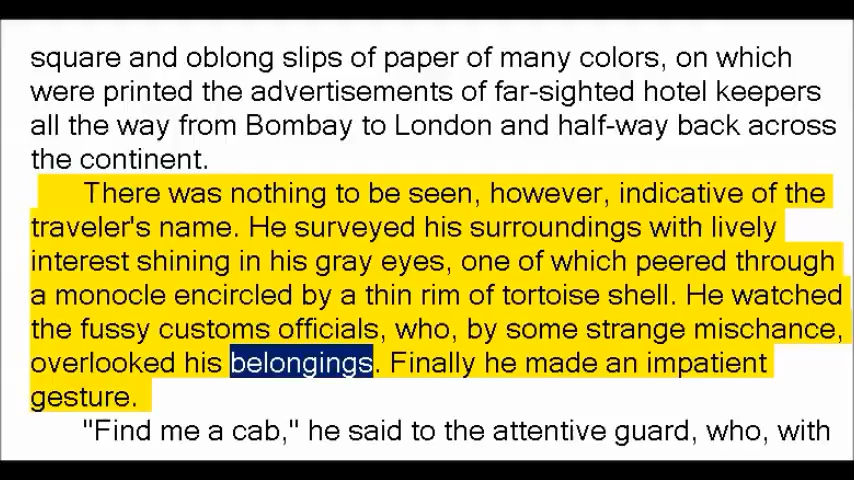 square and oblong slips of paper of many colors, on which
were printed the advertisements of far-sighted hotel keepers
all the way from Bombay to London and half-way back across
the continent.
There was nothing to be seen, however, indicative of the
traveler's name. He surveyed his surroundings with lively
interest shining in his gray eyes, one of which peered through
a monocle encircled by a thin rim of tortoise shell. He watched
the fussy customs officials, who, by some strange mischance,
overlooked his belongings. Finally he made an impatient
gesture.
"Find me a cab," he said to the attentive guard, who, with